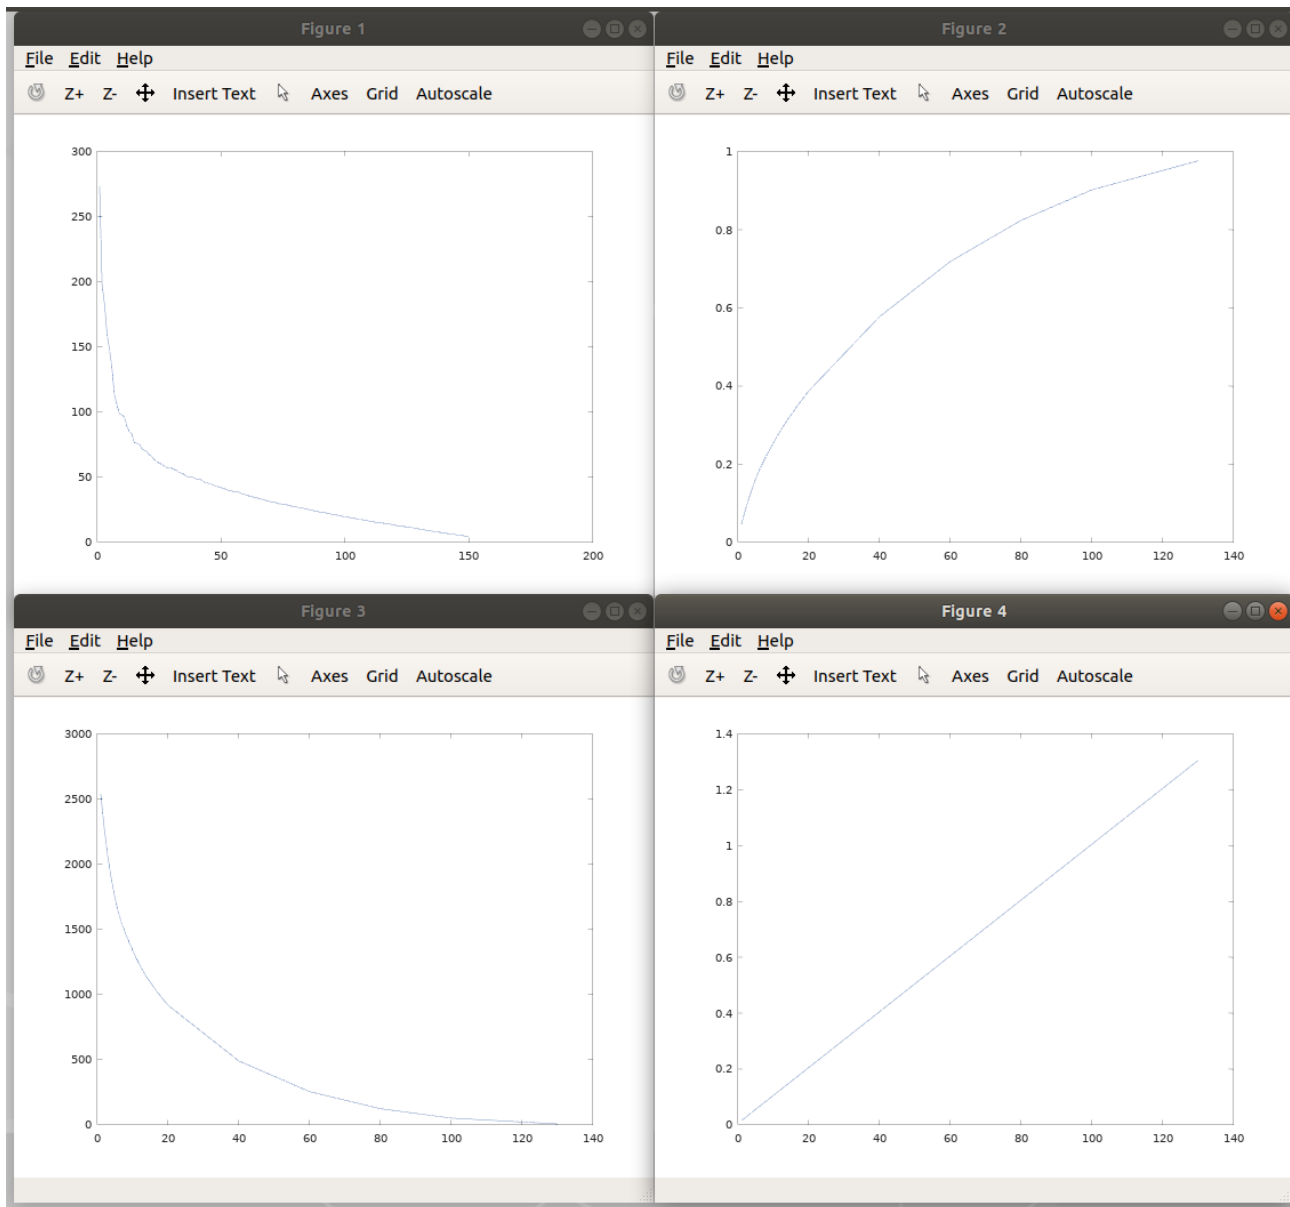 Figure 1
File Edit Help
Z+ Z- Insert Text Axes Grid Autoscale
300
250
200
150
100
50
0
0 50 100 150 200
Figure 2
File Edit Help
Z+ Z- Insert Text Axes Grid Autoscale
1
0.8
0.6
0.4
0.2
0
0 20 40 60 80 100 120 140
Figure 3
File Edit Help
Z+ Z- Insert Text Axes Grid Autoscale
3000
2500
2000
1500
1000
500
0
0 20 40 60 80 100 120 140
Figure 4
File Edit Help
Z+ Z- Insert Text Axes Grid Autoscale
1.4
1.2
1
0.8
0.6
0.4
0.2
0
0 20 40 60 80 100 120 140